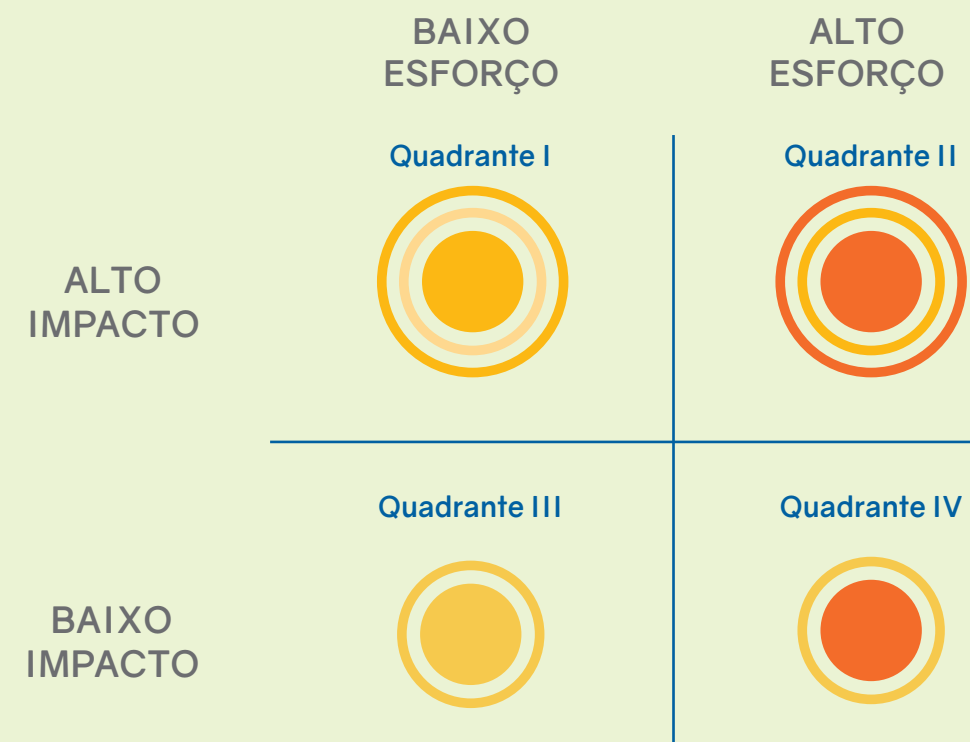 BAIXO
ESFORÇO
ALTO
ESFORÇO
Quadrante I
Quadrante II
ALTO
IMPACTO
Quadrante III
Quadrante IV
BAIXO
IMPACTO